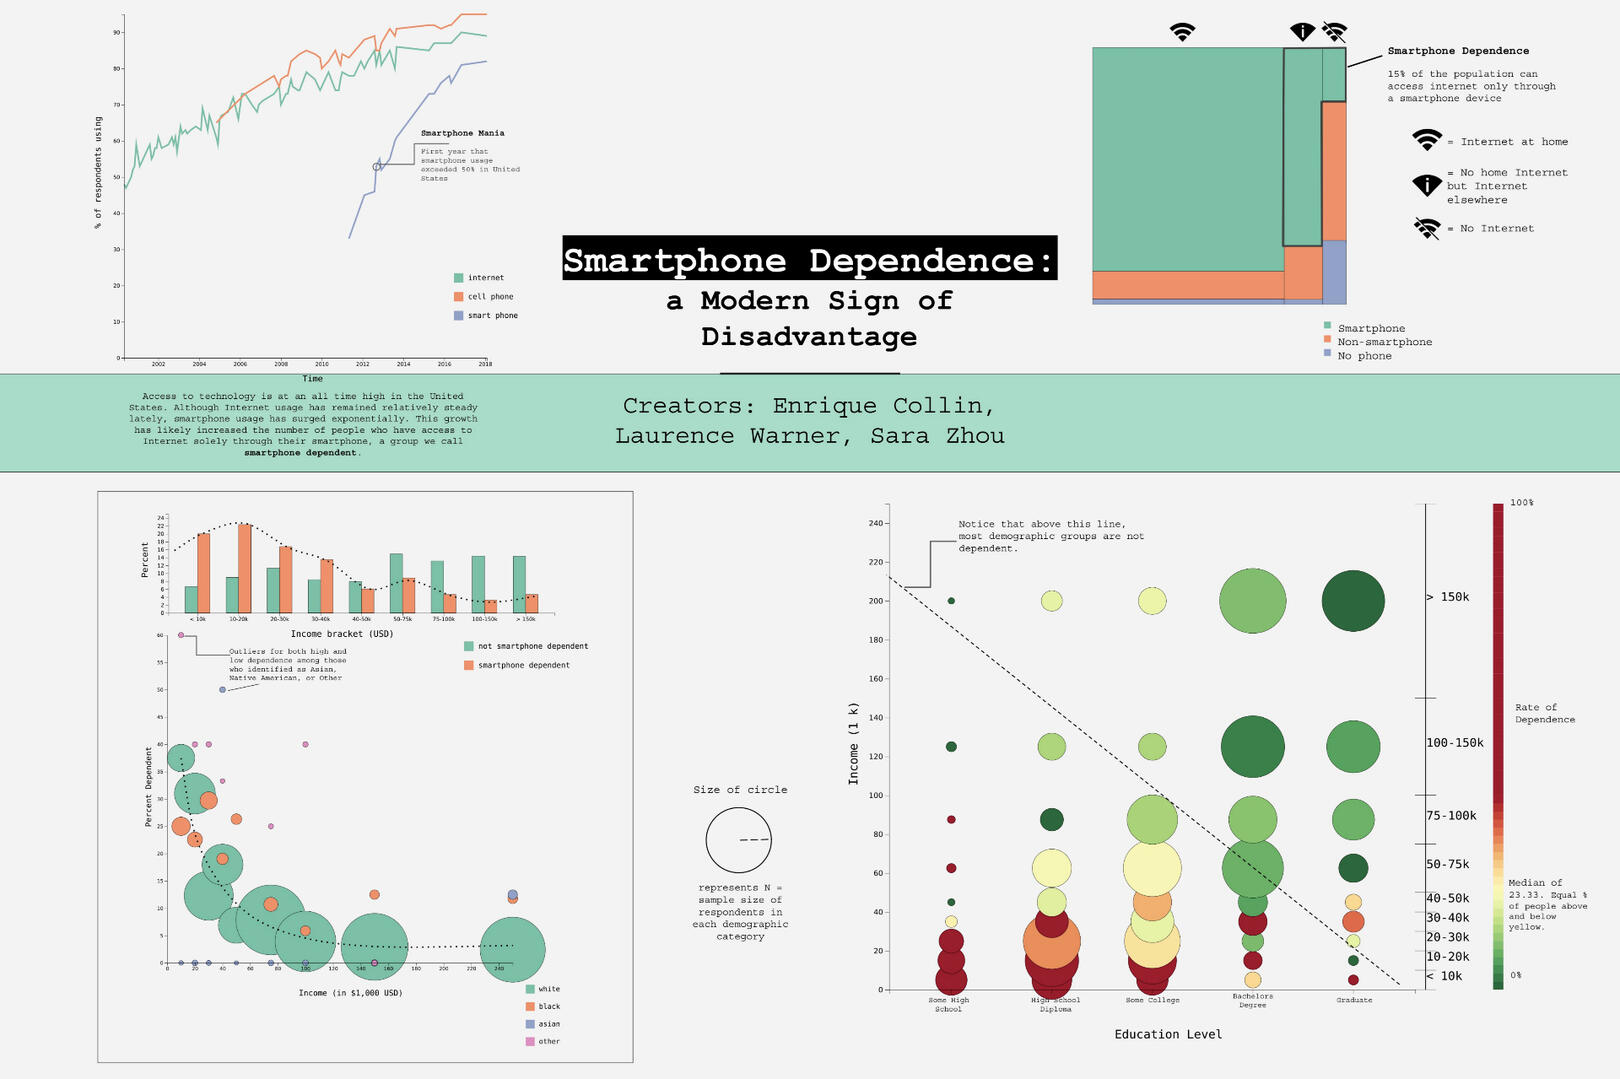 90
80
70
60
50
40
30
20
10
0
% of respondents using
2002
2004
2006
2008
2010
2012
2014
2016
2018
Time
Smartphone Mania
First year that
smartphone usage
exceeded 50% in United
States
internet
cell phone
smart phone
Smartphone Dependence:
a Modern Sign of
Disadvantage
Smartphone Dependence
15% of the population can
access internet only through
a smartphone device
= Internet at home
= No home Internet
but Internet
elsewhere
= No Internet
Smartphone
Non-smartphone
No phone
Access to technology is at an all time high in the United
States. Although Internet usage has remained relatively steady
lately, smartphone usage has surged exponentially. This growth
has likely increased the number of people who have access to
Internet solely through their smartphone, a group we call
smartphone dependent.
Creators: Enrique Collin,
Laurence Warner, Sara Zhou
24
22
20
18
16
14
12
10
8
6
4
2
0
Percent
< 10k
10-20k
20-30k
30-40k
40-50k
50-75k
75-100k
100-150k
> 150k
Income bracket (USD)
not smartphone dependent
smartphone dependent
Outliers for both high and
low dependence among those
who identified as Asian,
Native American, or Other
60
55
50
45
40
35
30
25
20
15
10
5
0
Percent Dependent
0
20
40
60
80
100
120
140
160
180
200
220
240
Income (in $1,000 USD)
white
black
asian
other
Size of circle
represents N =
sample size of
respondents in
each demographic
category
Notice that above this line,
most demographic groups are not
dependent.
240
220
200
180
160
140
120
100
80
60
40
20
0
Income (1 k)
Some High
School
High School
Diploma
Some College
Bachelors
Degree
Graduate
Education Level
> 150k
100-150k
75-100k
50-75k
40-50k
30-40k
20-30k
10-20k
< 10k
100%
Rate of
Dependence
Median of
23.33. Equal %
of people above
and below
yellow.
0%